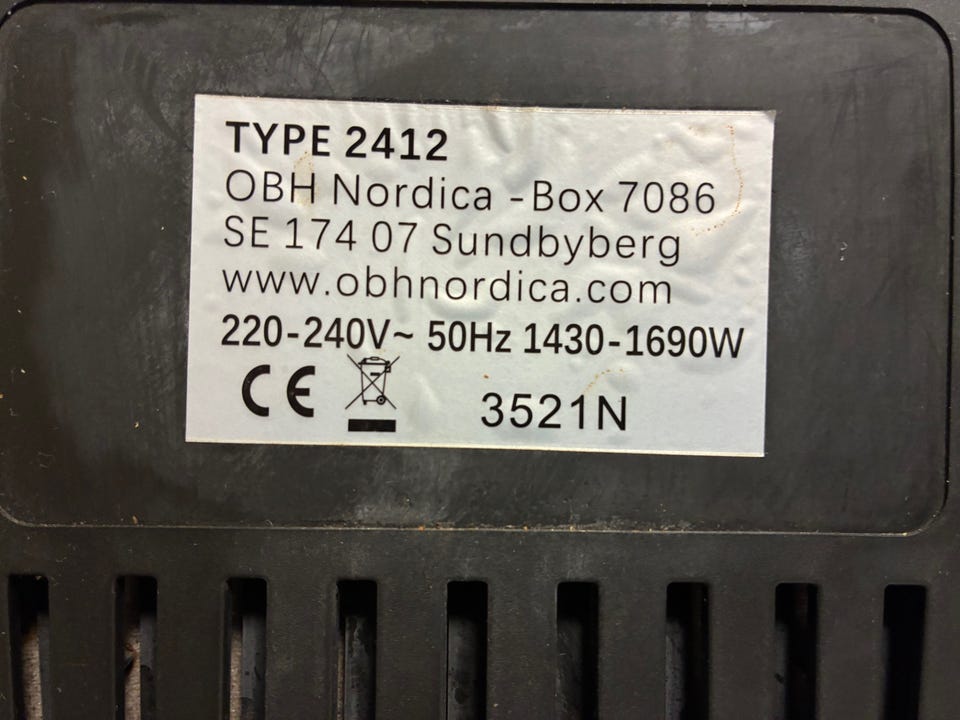 TYPE 2412
OBH Nordica -Box 7086
SE 174 07 Sundbyberg
www.obhnordica.com
220-240V~ 50Hz 1430-1690W
CE 3521N